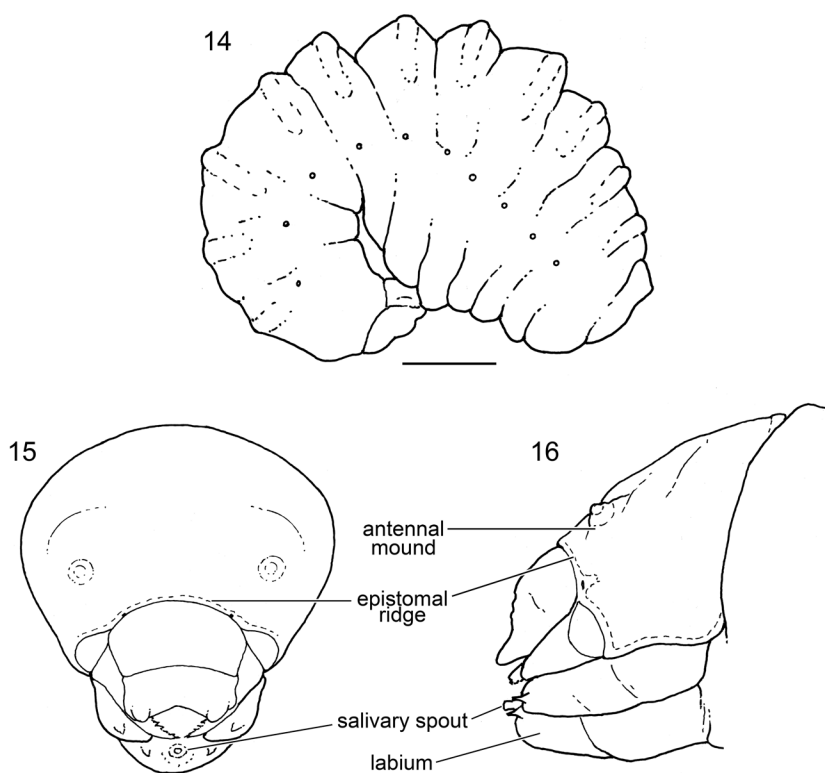 14
15
16
antennal
mound
epistomal
ridge
salivary spout
labium